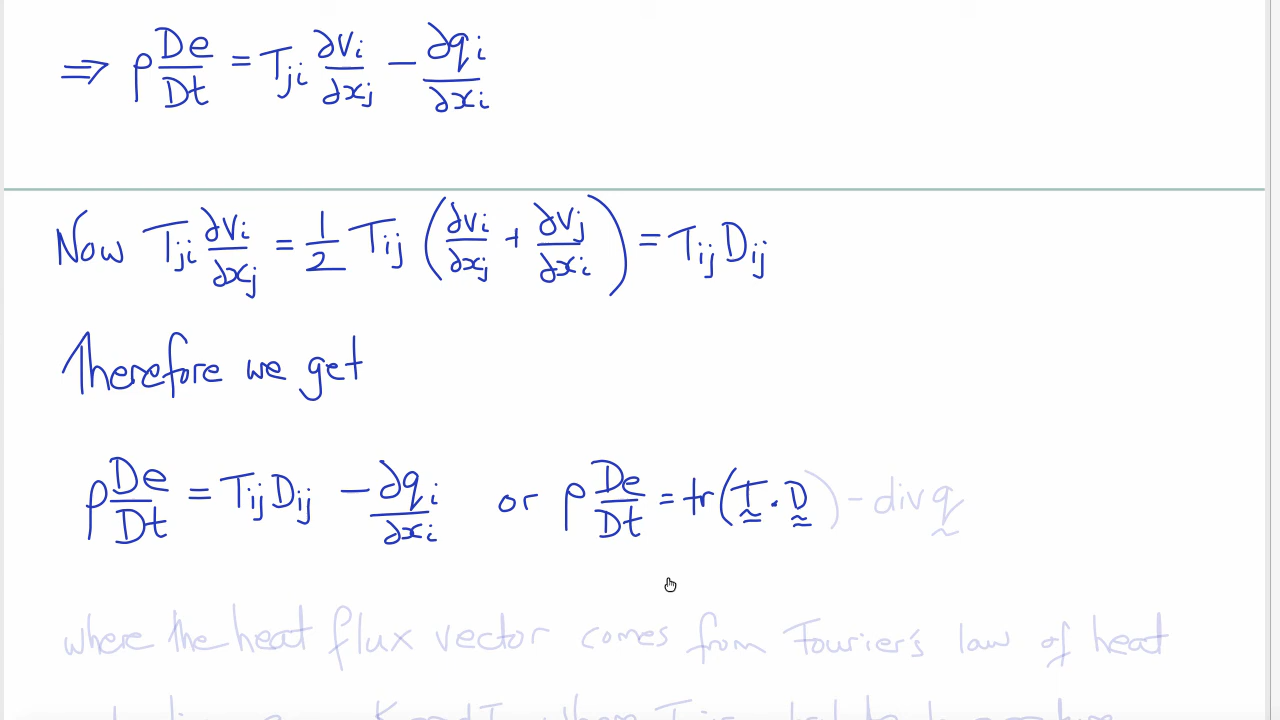 ⇒ ρ De/Dt = Tji ∂vi/∂xj − ∂qi/∂xi
Now Tji ∂vi/∂xj = 1/2 Tij (∂vi/∂xj + ∂vj/∂xi) = Tij Dij
Therefore we get
ρ De/Dt = Tij Dij − ∂qi/∂xi or ρ De/Dt = tr(T · D) − div q
where the heat flux vector comes from Fourier's law of heat